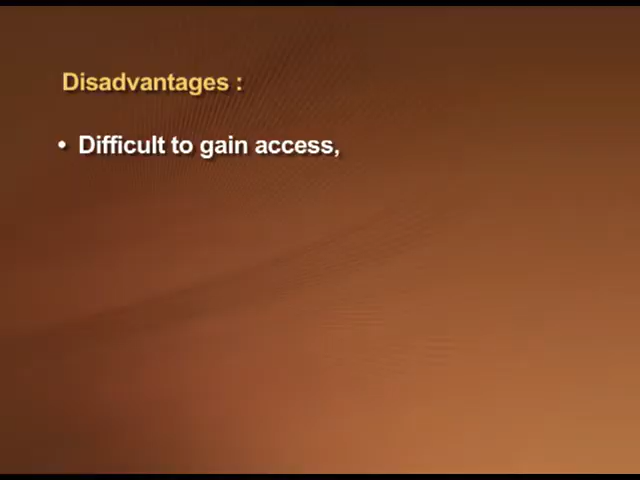 Disadvantages :
• Difficult to gain access,